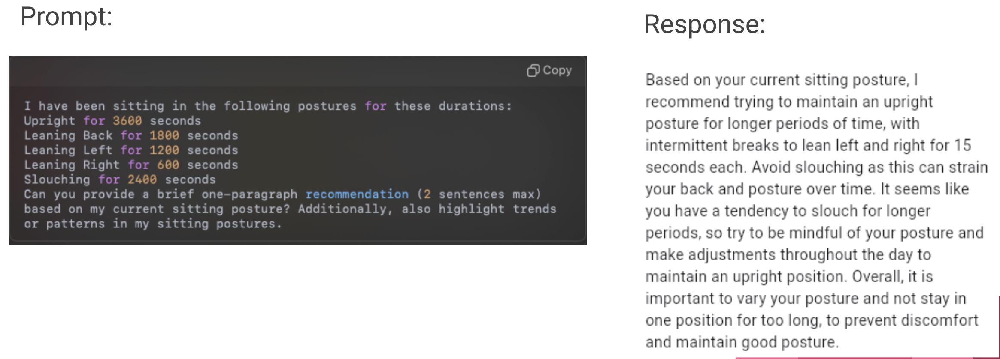 Prompt:
Copy
I have been sitting in the following postures for these durations:
Upright for 3600 seconds
Leaning Back for 1800 seconds
Leaning Left for 1200 seconds
Leaning Right for 600 seconds
Slouching for 2400 seconds
Can you provide a brief one-paragraph recommendation (2 sentences max)
based on my current sitting posture? Additionally, also highlight trends
or patterns in my sitting postures.
Response:
Based on your current sitting posture, I
recommend trying to maintain an upright
posture for longer periods of time, with
intermittent breaks to lean left and right for 15
seconds each. Avoid slouching as this can strain
your back and posture over time. It seems like
you have a tendency to slouch for longer
periods, so try to be mindful of your posture and
make adjustments throughout the day to
maintain an upright position. Overall, it is
important to vary your posture and not stay in
one position for too long, to prevent discomfort
and maintain good posture.